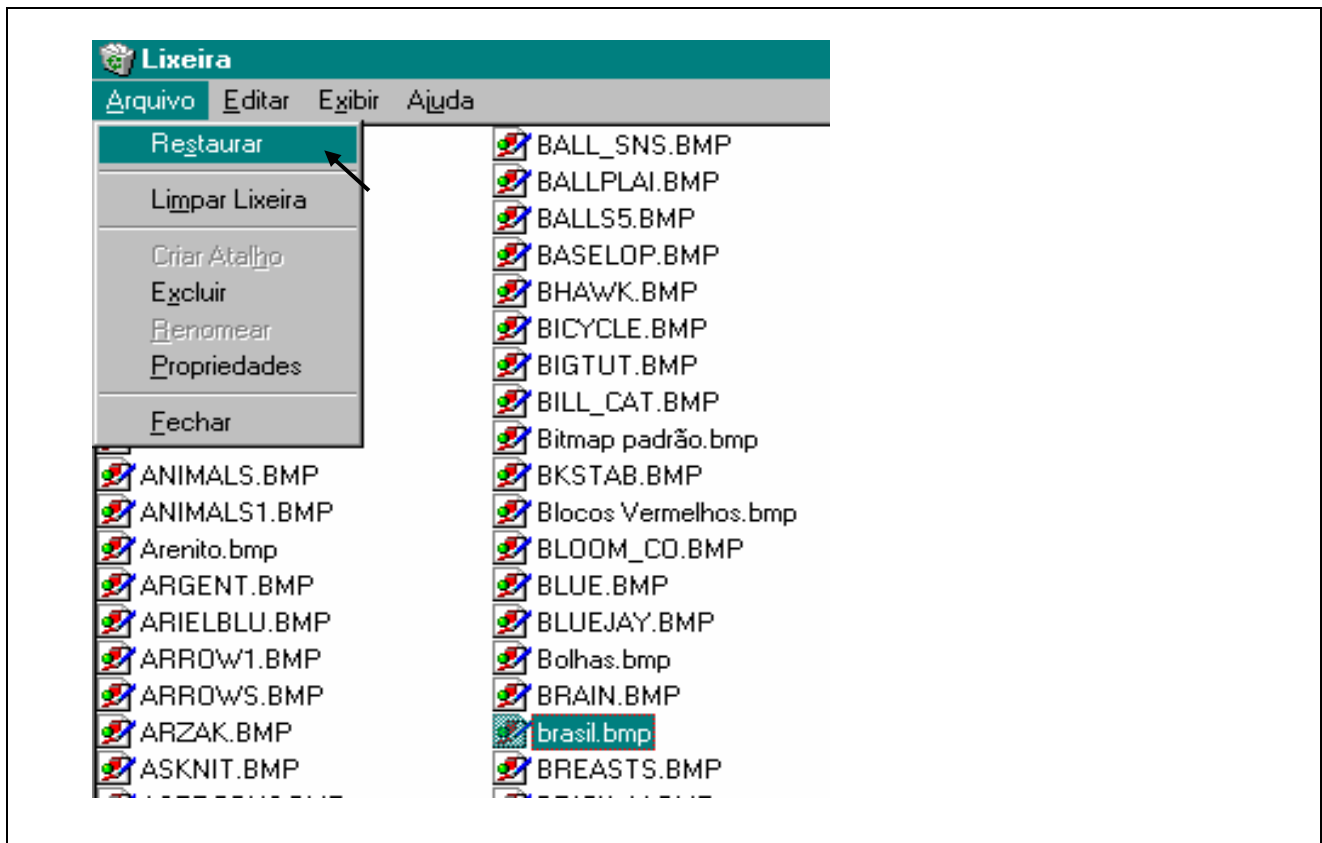 Lixeira
Arquivo Editar Exibir Ajuda
Restaurar
Limpar Lixeira
Criar Atalho
Excluir
Renomear
Propriedades
Fechar
ANIMALS.BMP
ANIMALS1.BMP
Arenito.bmp
ARGENT.BMP
ARIELBLU.BMP
ARROW1.BMP
ARROWS.BMP
ARZAK.BMP
ASKNIT.BMP
BALL_SNS.BMP
BALLPLAI.BMP
BALLS5.BMP
BASELOP.BMP
BHAWK.BMP
BICYCLE.BMP
BIGTUT.BMP
BILL_CAT.BMP
Bitmap padrão.bmp
BKSTAB.BMP
Blocos Vermelhos.bmp
BLOOM_CO.BMP
BLUE.BMP
BLUEJAY.BMP
Bolhas.bmp
BRAIN.BMP
brasil.bmp
BREASTS.BMP